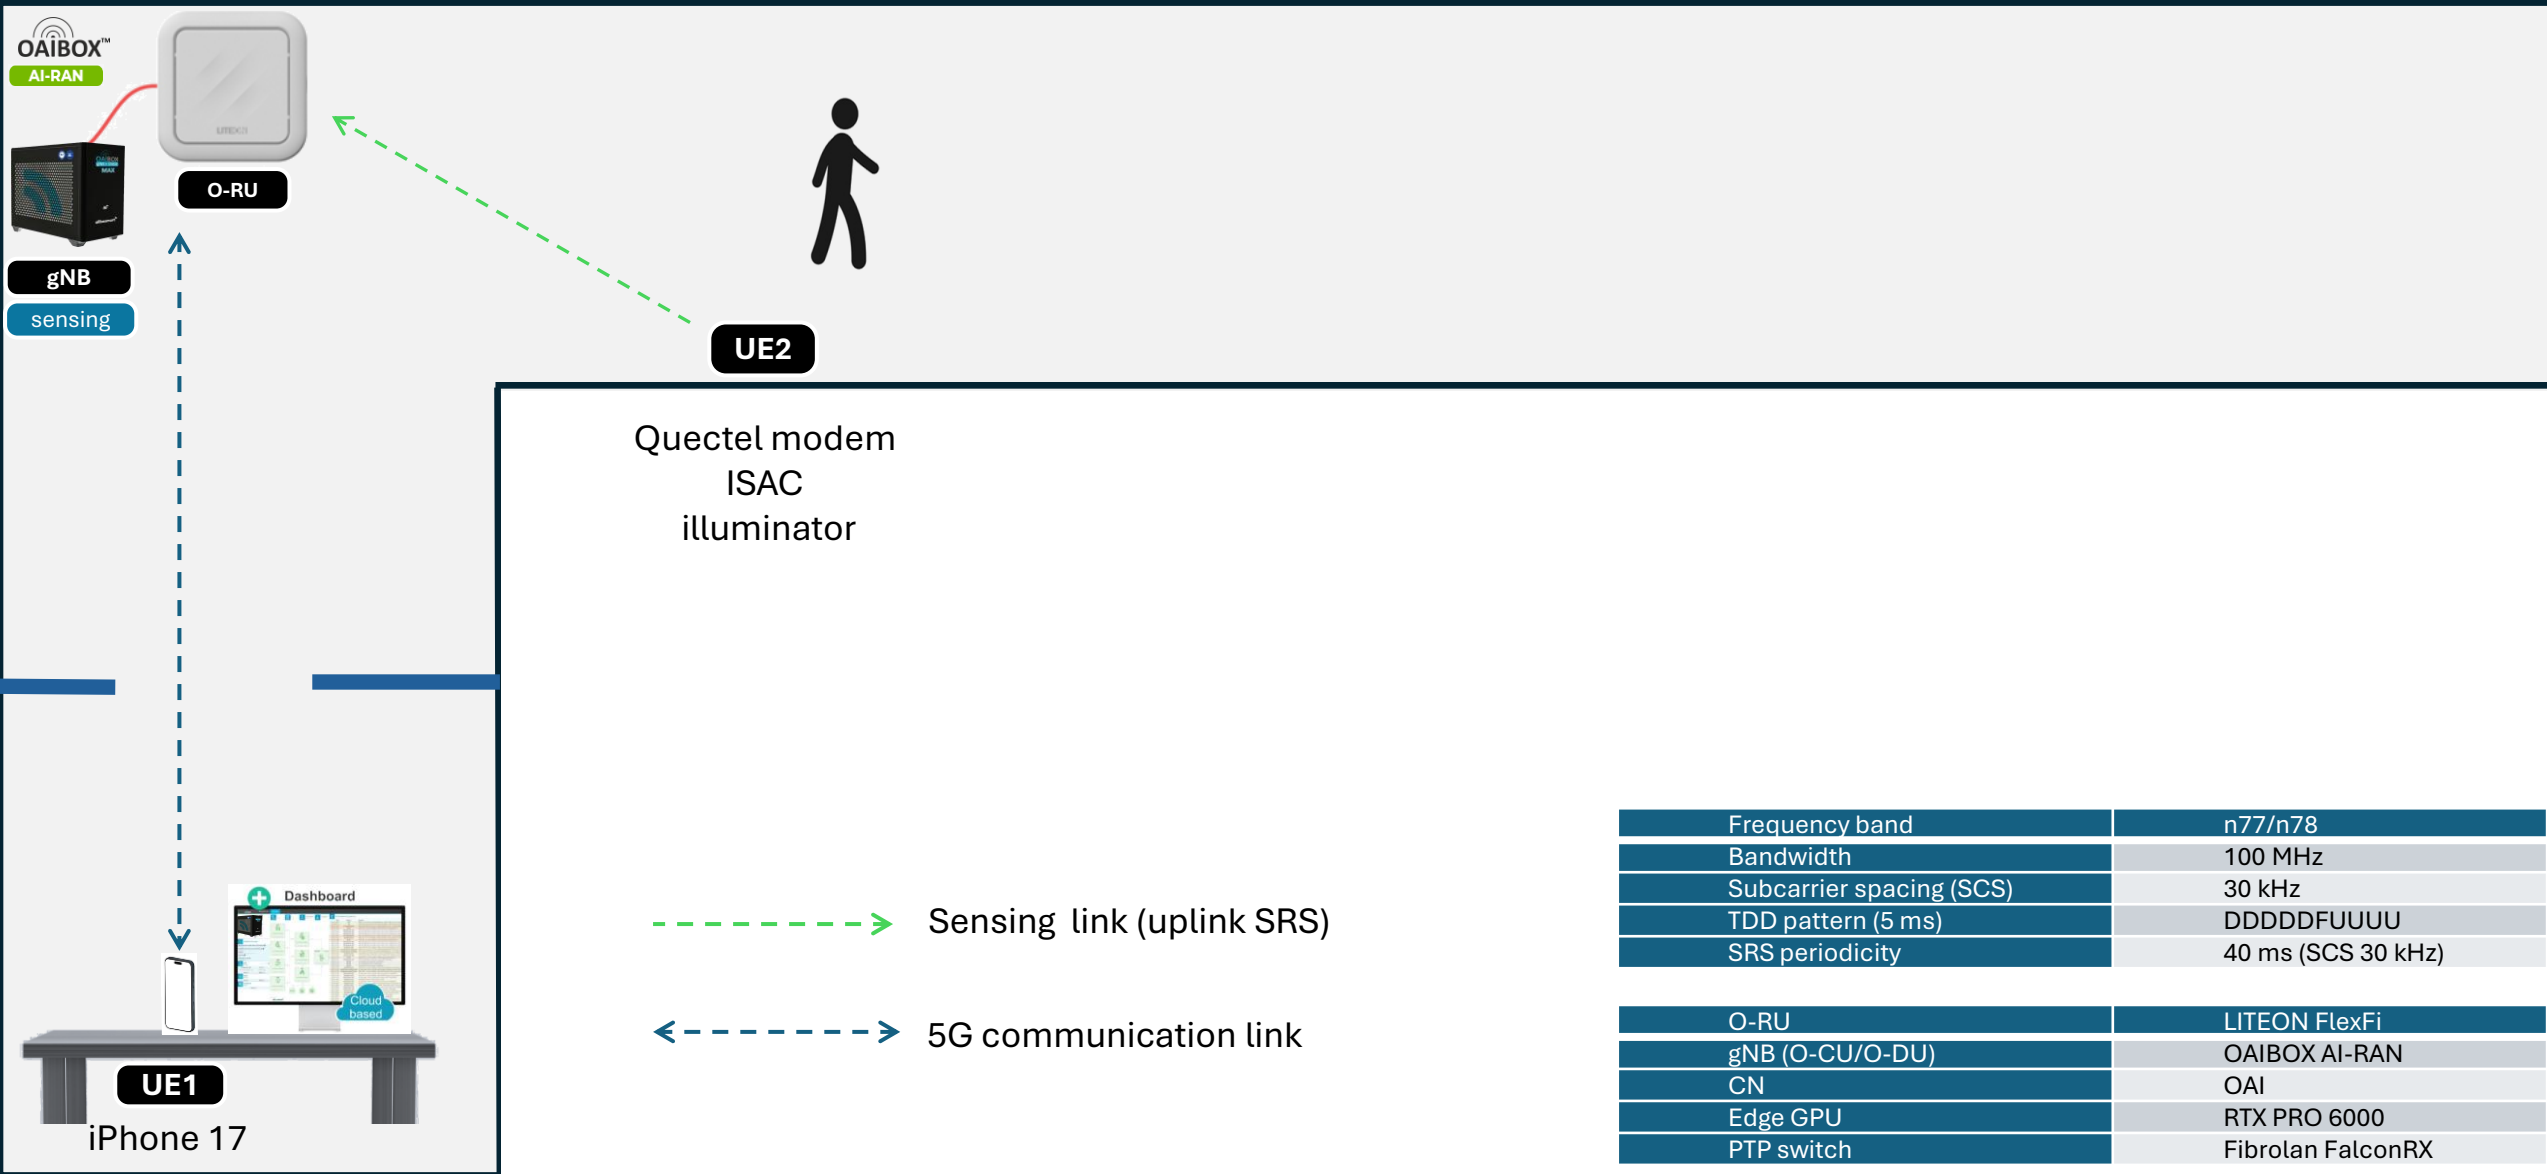 OAIBOX™
AI-RAN
LITEON
OAIBOX
MAX
O-RU
gNB
sensing
UE2
Quectel modem
ISAC
illuminator
Dashboard
Cloud
based
UE1
iPhone 17
Sensing link (uplink SRS)
5G communication link
Frequency band n77/n78
Bandwidth 100 MHz
Subcarrier spacing (SCS) 30 kHz
TDD pattern (5 ms) DDDDDFUUUU
SRS periodicity 40 ms (SCS 30 kHz)
O-RU LITEON FlexFi
gNB (O-CU/O-DU) OAIBOX AI-RAN
CN OAI
Edge GPU RTX PRO 6000
PTP switch Fibrolan FalconRX